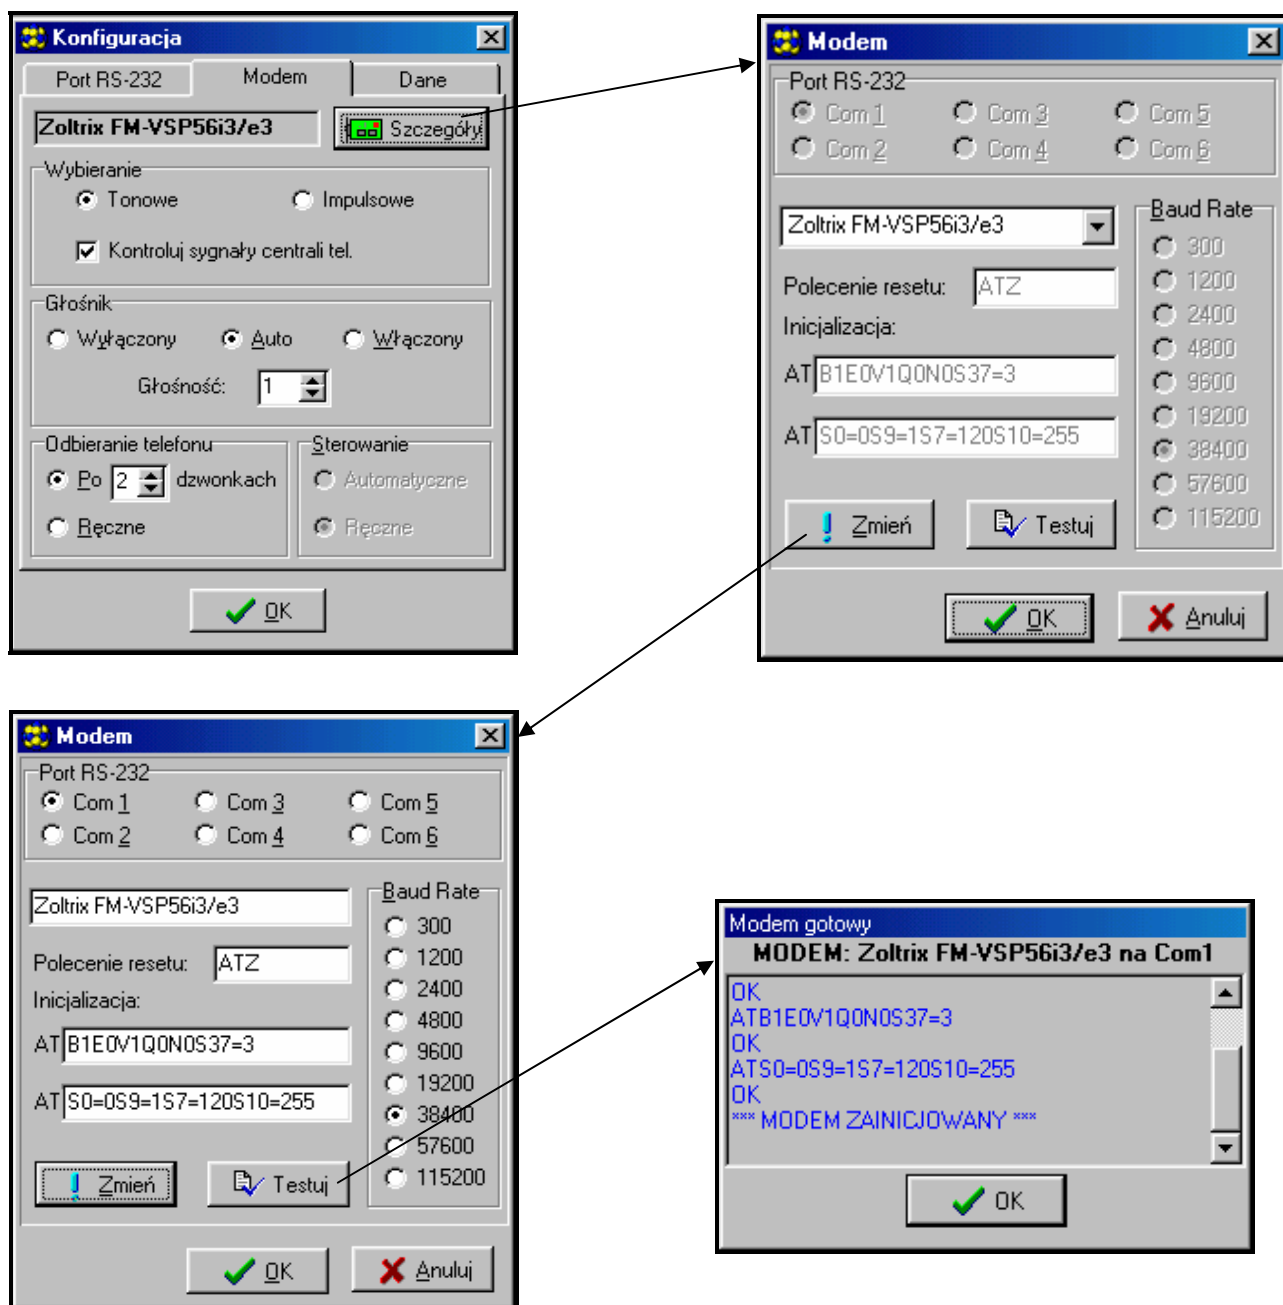 Konfiguracja
Port RS-232 Modem Dane
Zoltrix FM-VSP56i3/e3 Szczegóły
Wybieranie
Tonowe Impulsowe
Kontroluj sygnały centrali tel.
Głośnik
Wyłączony Auto Włączony
Głośność: 1
Odbieranie telefonu Sterowanie
Po 2 dzwonkach Automatyczne
Ręczne Ręczne
OK
Modem
Port RS-232
Com 1 Com 3 Com 5
Com 2 Com 4 Com 6
Zoltrix FM-VSP56i3/e3 Baud Rate
300
Polecenie resetu: ATZ 1200
2400
Inicjalizacja:
4800
AT B1E0V1Q0N0S37=3 9600
19200
AT S0=0S9=1S7=120S10=255 38400
57600
Zmień Testuj 115200
OK Anuluj
Modem
Port RS-232
Com 1 Com 3 Com 5
Com 2 Com 4 Com 6
Zoltrix FM-VSP56i3/e3 Baud Rate
300
Polecenie resetu: ATZ 1200
2400
Inicjalizacja:
4800
AT B1E0V1Q0N0S37=3 9600
19200
AT S0=0S9=1S7=120S10=255 38400
57600
Zmień Testuj 115200
OK Anuluj
Modem gotowy
MODEM: Zoltrix FM-VSP56i3/e3 na Com1
OK
ATB1E0V1Q0N0S37=3
OK
ATS0=0S9=1S7=120S10=255
OK
*** MODEM ZAINICJOWANY ***
OK